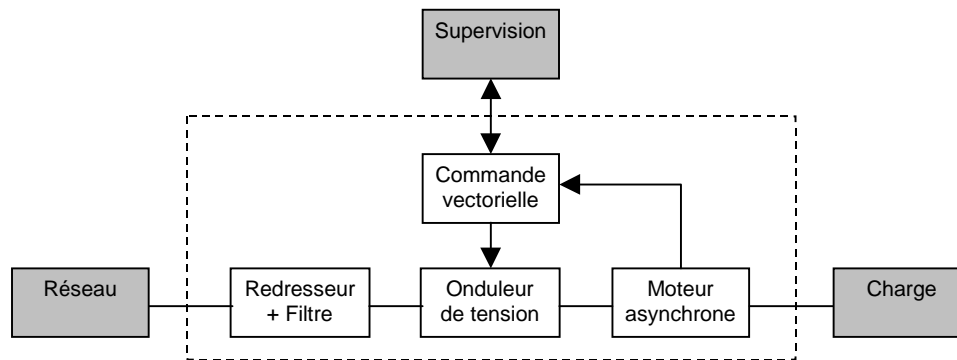 Supervision
Commande
vectorielle
Réseau
Redresseur
+ Filtre
Onduleur
de tension
Moteur
asynchrone
Charge